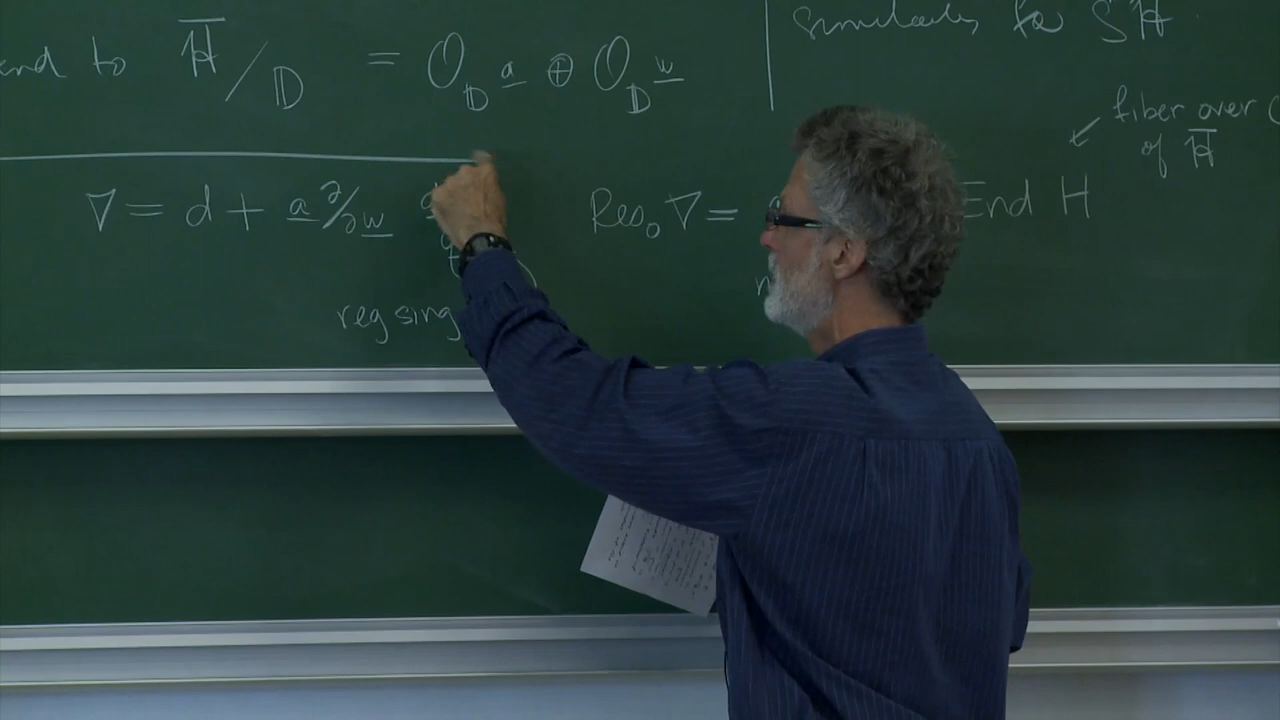 end to H̅/D = O_D a ⊕ O_D w
similarly for SH
fiber over
of H̅
∇ = d + a ∂/∂w
Res₀ ∇ = End H
reg sing